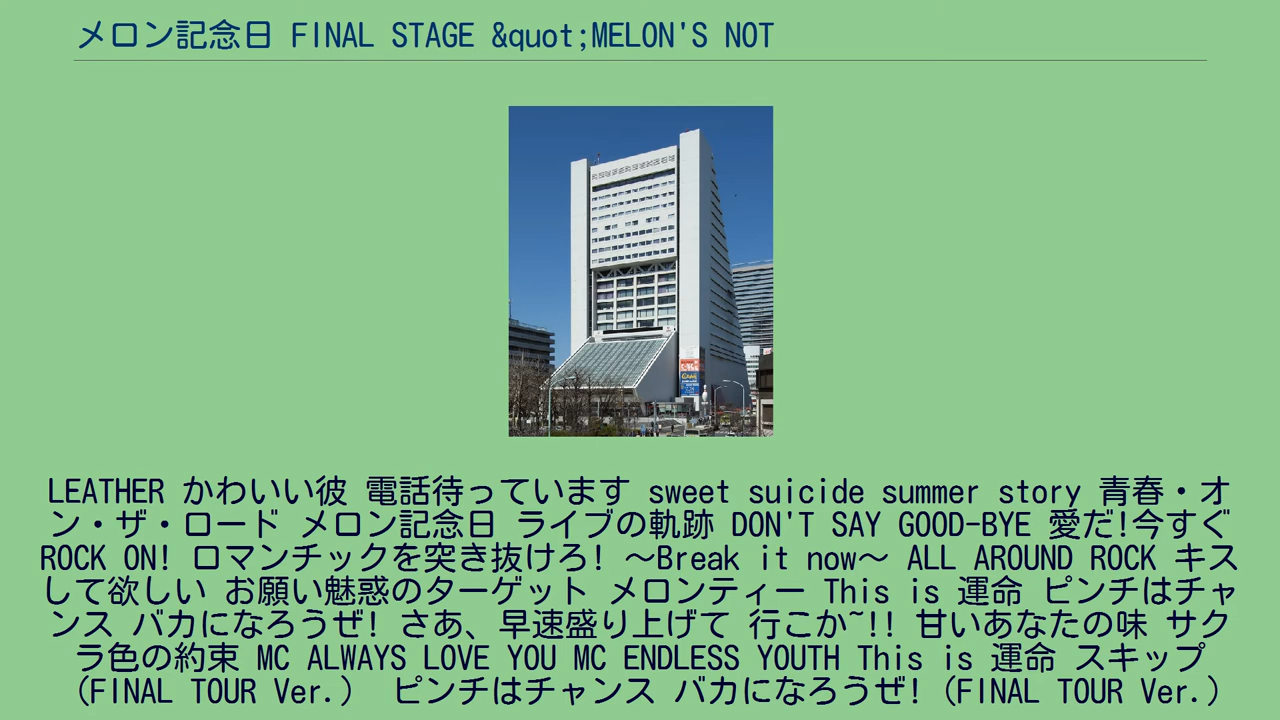 メロン記念日 FINAL STAGE &quot;MELON'S NOT
LEATHER かわいい彼 電話待っています sweet suicide summer story 青春・オ
ン・ザ・ロード メロン記念日 ライブの軌跡 DON'T SAY GOOD-BYE 愛だ!今すぐ
ROCK ON! ロマンチックを突き抜けろ! 〜Break it now〜 ALL AROUND ROCK キス
して欲しい お願い魅惑のターゲット メロンティー This is 運命 ピンチはチャ
ンス バカになろうぜ! さあ、早速盛り上げて 行こか~!! 甘いあなたの味 サク
ラ色の約束 MC ALWAYS LOVE YOU MC ENDLESS YOUTH This is 運命 スキップ
（FINAL TOUR Ver.） ピンチはチャンス バカになろうぜ!（FINAL TOUR Ver.）